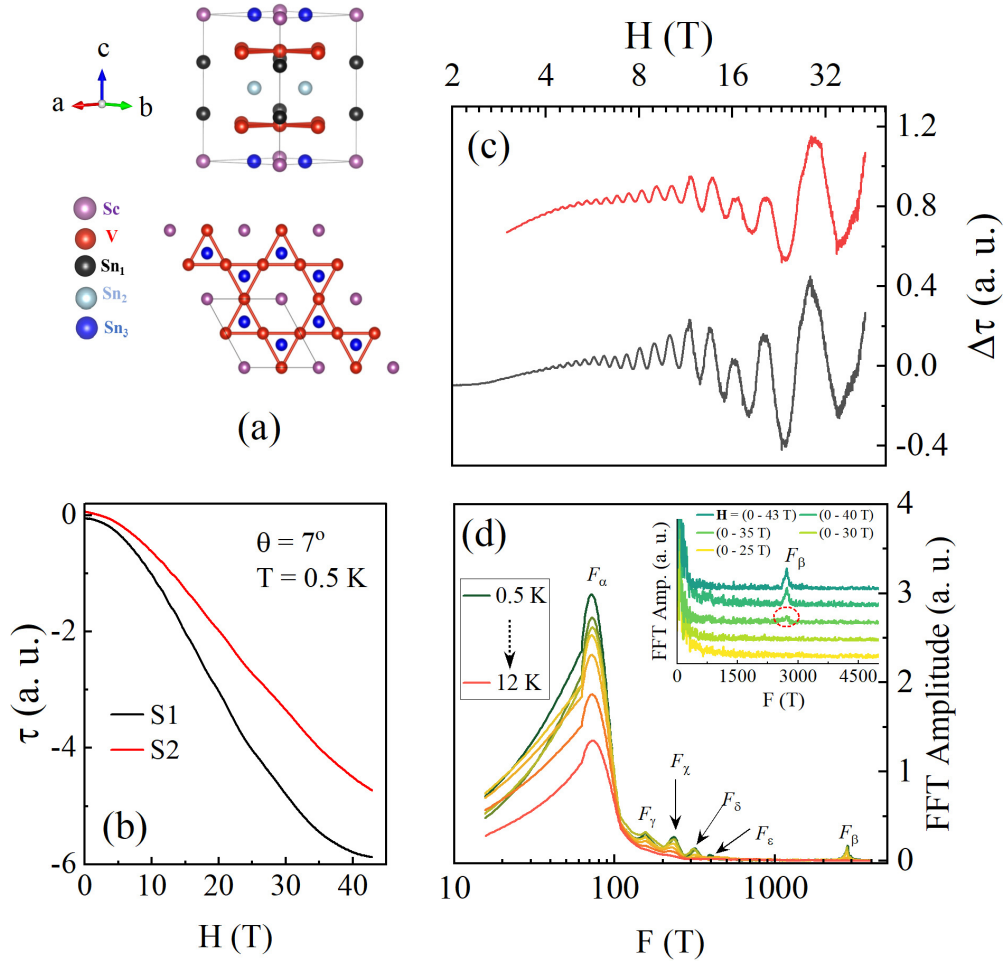 c
a
b
Sc
V
Sn₁
Sn₂
Sn₃
(a)
H (T)
2 4 8 16 32
(c)
1.2
0.8
0.4
0.0
-0.4
Δτ (a. u.)
0
-2
-4
-6
τ (a. u.)
θ = 7º
T = 0.5 K
S1
S2
(b)
0 10 20 30 40
H (T)
(d)
H = (0 - 43 T) (0 - 40 T)
(0 - 35 T) (0 - 30 T)
(0 - 25 T)
FFT Amp. (a. u.)
Fβ
0 1500 3000 4500
F (T)
0.5 K
12 K
Fα
Fγ
Fχ
Fδ
Fε
Fβ
4
3
2
1
0
FFT Amplitude (a. u.)
10 100 1000
F (T)